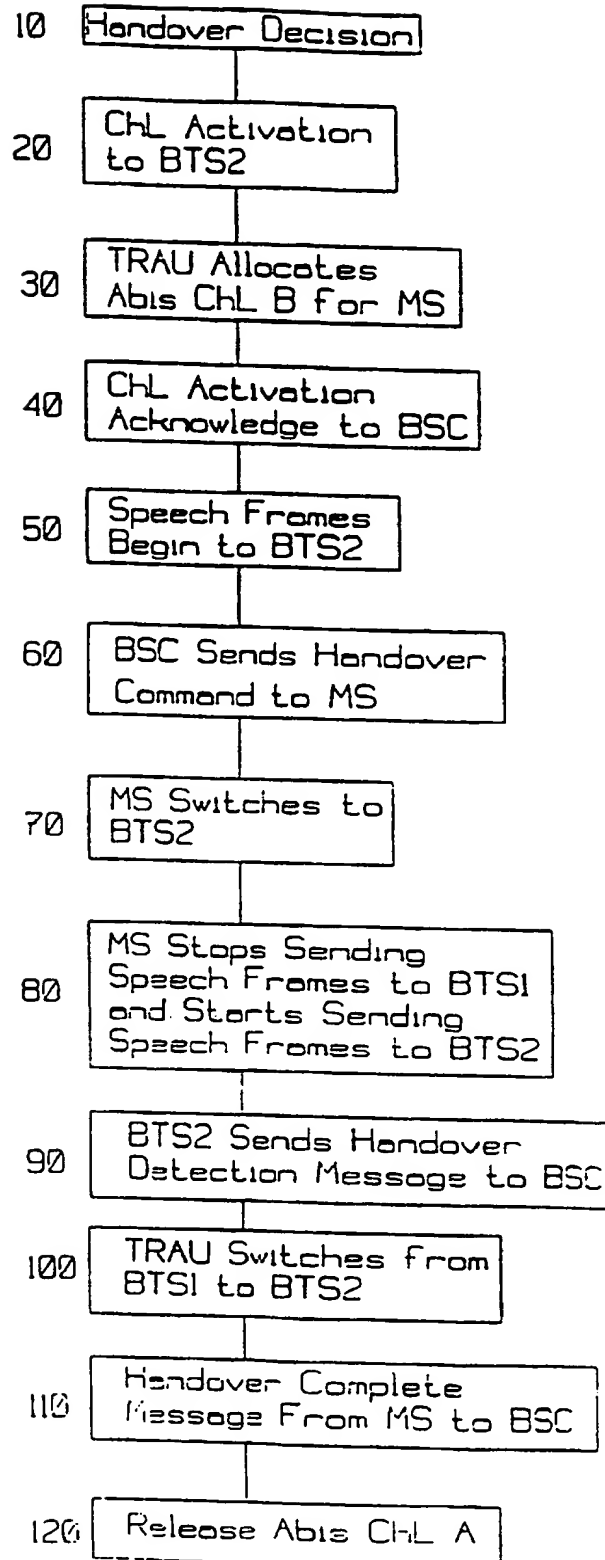 10 Handover Decision
20 ChL Activation
to BTS2
30 TRAU Allocates
Abis ChL B for MS
40 ChL Activation
Acknowledge to BSC
50 Speech Frames
Begin to BTS2
60 BSC Sends Handover
Command to MS
70 MS Switches to
BTS2
80 MS Stops Sending
Speech Frames to BTS1
and Starts Sending
Speech Frames to BTS2
90 BTS2 Sends Handover
Detection Message to BSC
100 TRAU Switches from
BTS1 to BTS2
110 Handover Complete
Message From MS to BSC
120 Release Abis ChL A